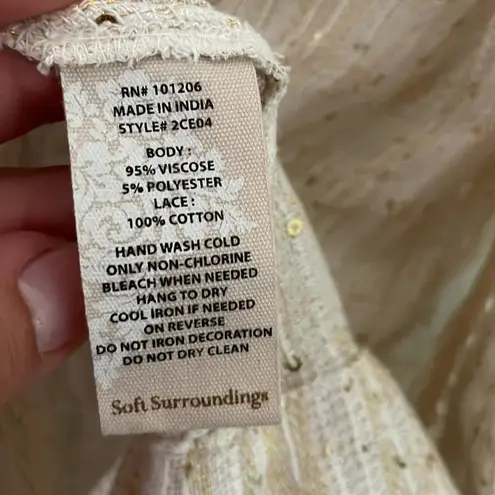 RN# 101206
MADE IN INDIA
STYLE# 2CE04
BODY :
95% VISCOSE
5% POLYESTER
LACE :
100% COTTON
HAND WASH COLD
ONLY NON-CHLORINE
BLEACH WHEN NEEDED
HANG TO DRY
COOL IRON IF NEEDED
ON REVERSE
DO NOT IRON DECORATION
DO NOT DRY CLEAN
Soft Surroundings